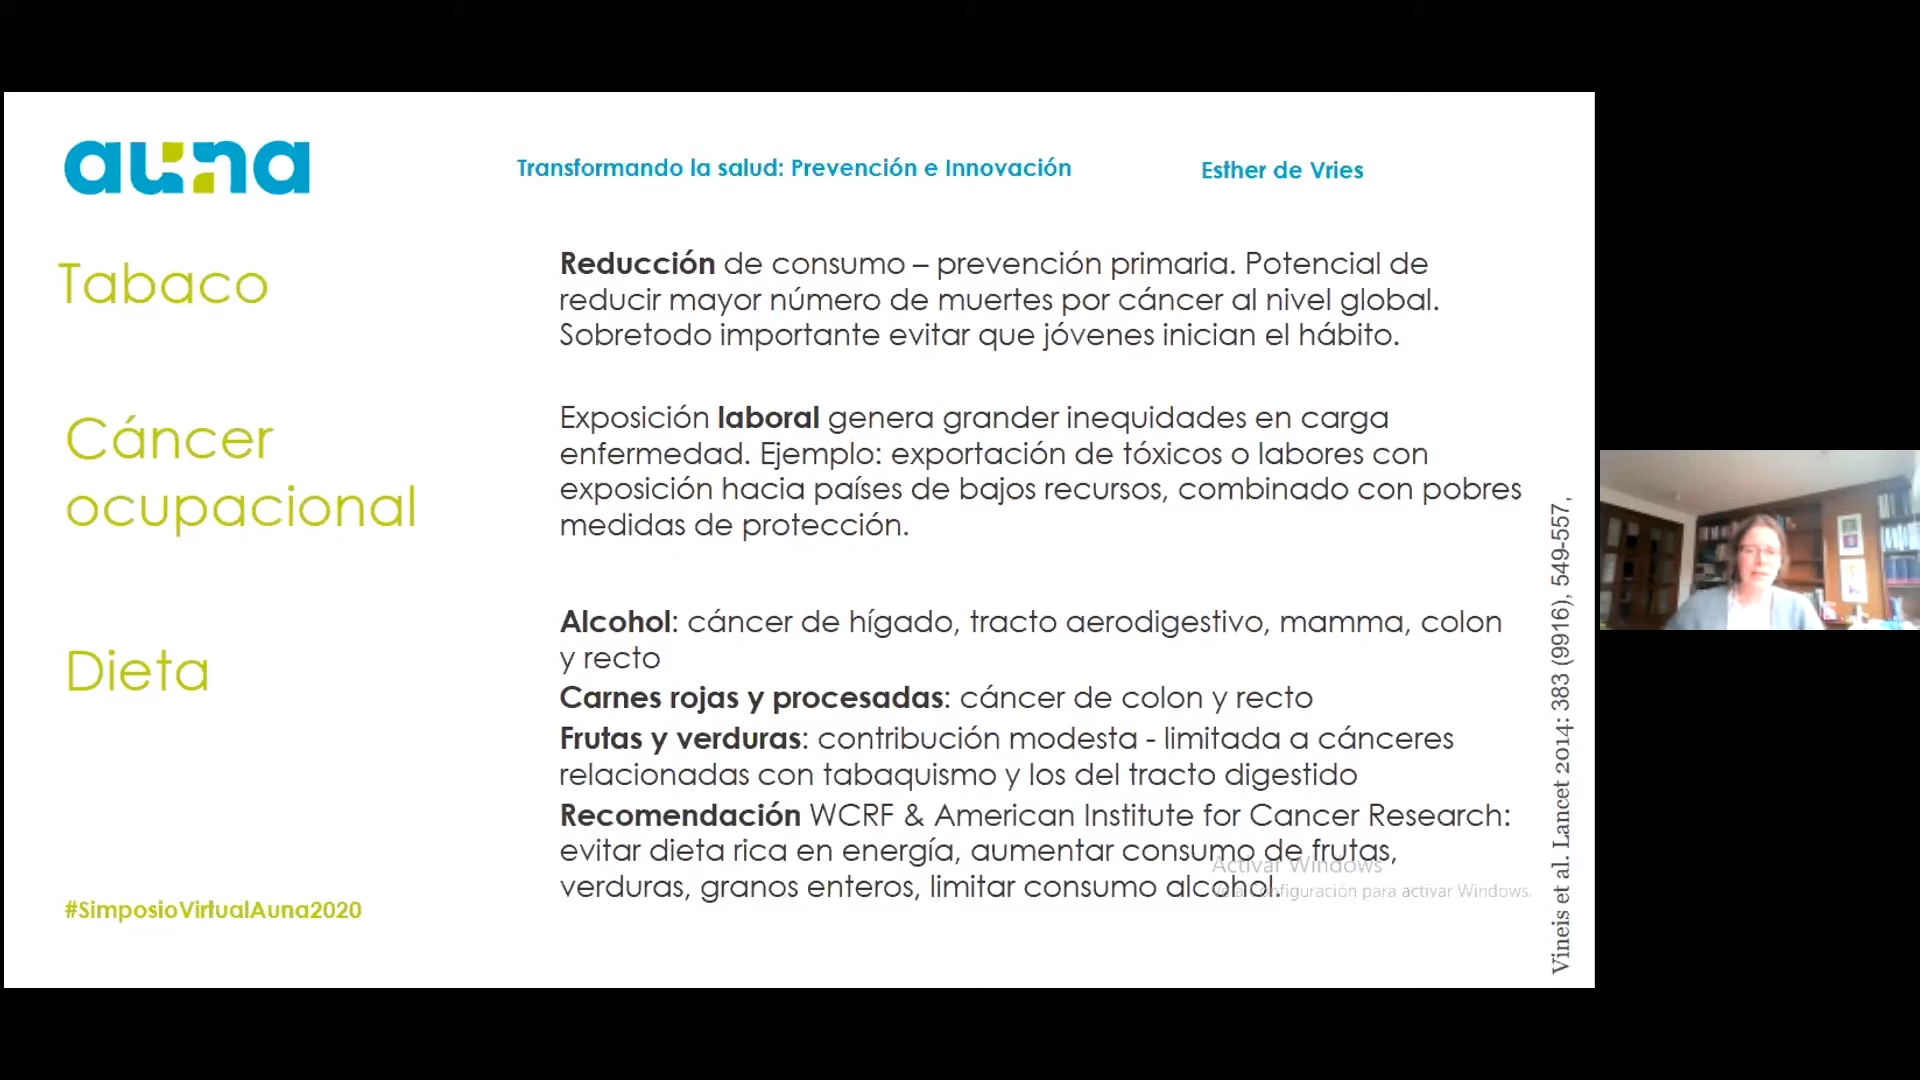 auna
Transformando la salud: Prevención e Innovación
Esther de Vries
Tabaco
Reducción de consumo – prevención primaria. Potencial de
reducir mayor número de muertes por cáncer al nivel global.
Sobretodo importante evitar que jóvenes inician el hábito.
Cáncer
ocupacional
Exposición laboral genera grander inequidades en carga
enfermedad. Ejemplo: exportación de tóxicos o labores con
exposición hacia países de bajos recursos, combinado con pobres
medidas de protección.
Dieta
Alcohol: cáncer de hígado, tracto aerodigestivo, mamma, colon
y recto
Carnes rojas y procesadas: cáncer de colon y recto
Frutas y verduras: contribución modesta - limitada a cánceres
relacionadas con tabaquismo y los del tracto digestido
Recomendación WCRF & American Institute for Cancer Research:
evitar dieta rica en energía, aumentar consumo de frutas,
verduras, granos enteros, limitar consumo alcohol.
Activar Windows
configuración para activar Windows.
#SimposioVirtualAuna2020
Vineis et al. Lancet 2014: 383 (9916), 549-557,